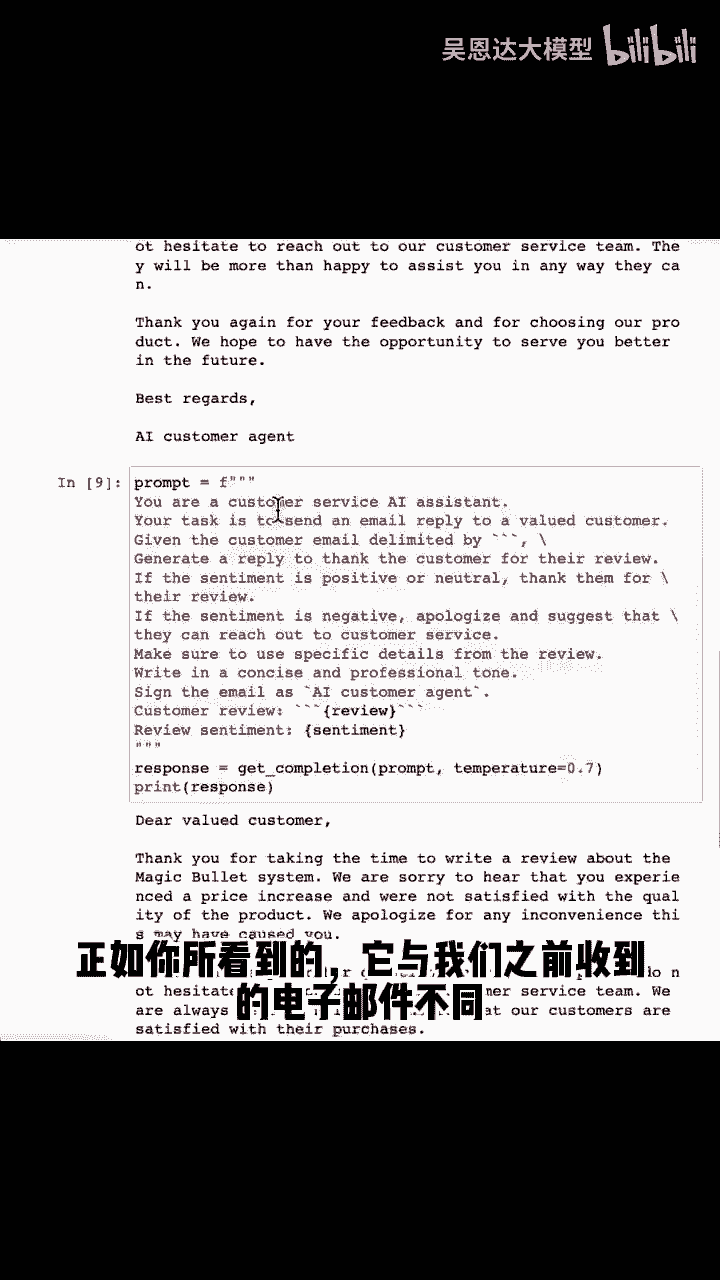 吴恩达大模型 bilibili
ot hesitate to reach out to our customer service team. The
y will be more than happy to assist you in any way they ca
n.
Thank you again for your feedback and for choosing our pro
duct. We hope to have the opportunity to serve you better
in the future.
Best regards,
AI customer agent
In [9]: prompt = f"""
You are a customer service AI assistant.
Your task is to send an email reply to a valued customer.
Given the customer email delimited by ```, \
Generate a reply to thank the customer for their review.
If the sentiment is positive or neutral, thank them for \
their review.
If the sentiment is negative, apologize and suggest that \
they can reach out to customer service.
Make sure to use specific details from the review.
Write in a concise and professional tone.
Sign the email as `AI customer agent`.
Customer review: ```{review}```
Review sentiment: {sentiment}
"""
response = get_completion(prompt, temperature=0.7)
print(response)
Dear valued customer,
Thank you for taking the time to write a review about the
Magic Bullet system. We are sorry to hear that you experie
nced a price increase and were not satisfied with the qual
ity of the product. We apologize for any inconvenience thi
s may have caused you.
正如你所看到的，它与我们之前收到
do n
ot hesitate mer service team. We
的电子邮件不同
are always at our customers are
satisfied with their purchases.